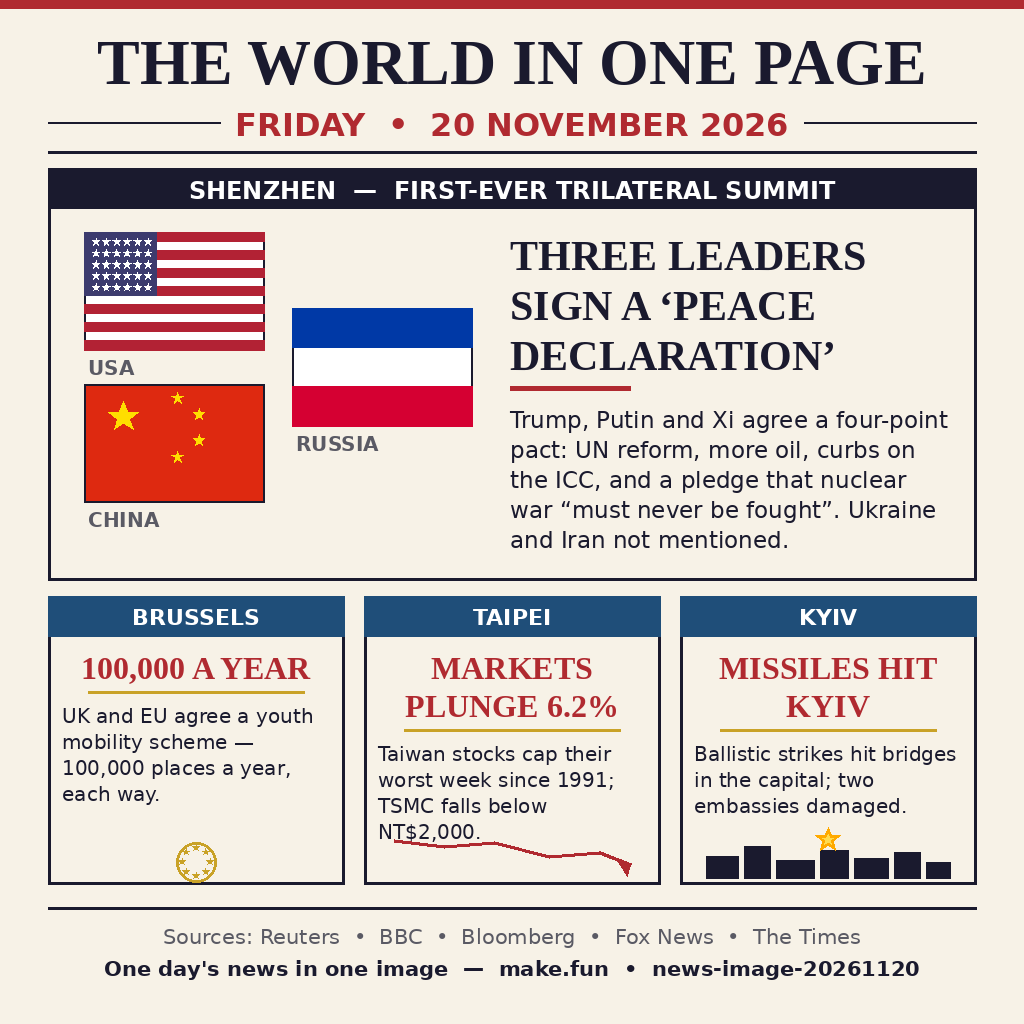 THE WORLD IN ONE PAGE
FRIDAY • 20 NOVEMBER 2026
SHENZHEN — FIRST-EVER TRILATERAL SUMMIT
USA
CHINA
RUSSIA
THREE LEADERS
SIGN A ‘PEACE
DECLARATION’
Trump, Putin and Xi agree a four-point
pact: UN reform, more oil, curbs on
the ICC, and a pledge that nuclear
war “must never be fought”. Ukraine
and Iran not mentioned.
BRUSSELS
100,000 A YEAR
UK and EU agree a youth
mobility scheme —
100,000 places a year,
each way.
TAIPEI
MARKETS
PLUNGE 6.2%
Taiwan stocks cap their
worst week since 1991;
TSMC falls below
NT$2,000.
KYIV
MISSILES HIT
KYIV
Ballistic strikes hit bridges
in the capital; two
embassies damaged.
Sources: Reuters • BBC • Bloomberg • Fox News • The Times
One day's news in one image — make.fun • news-image-20261120